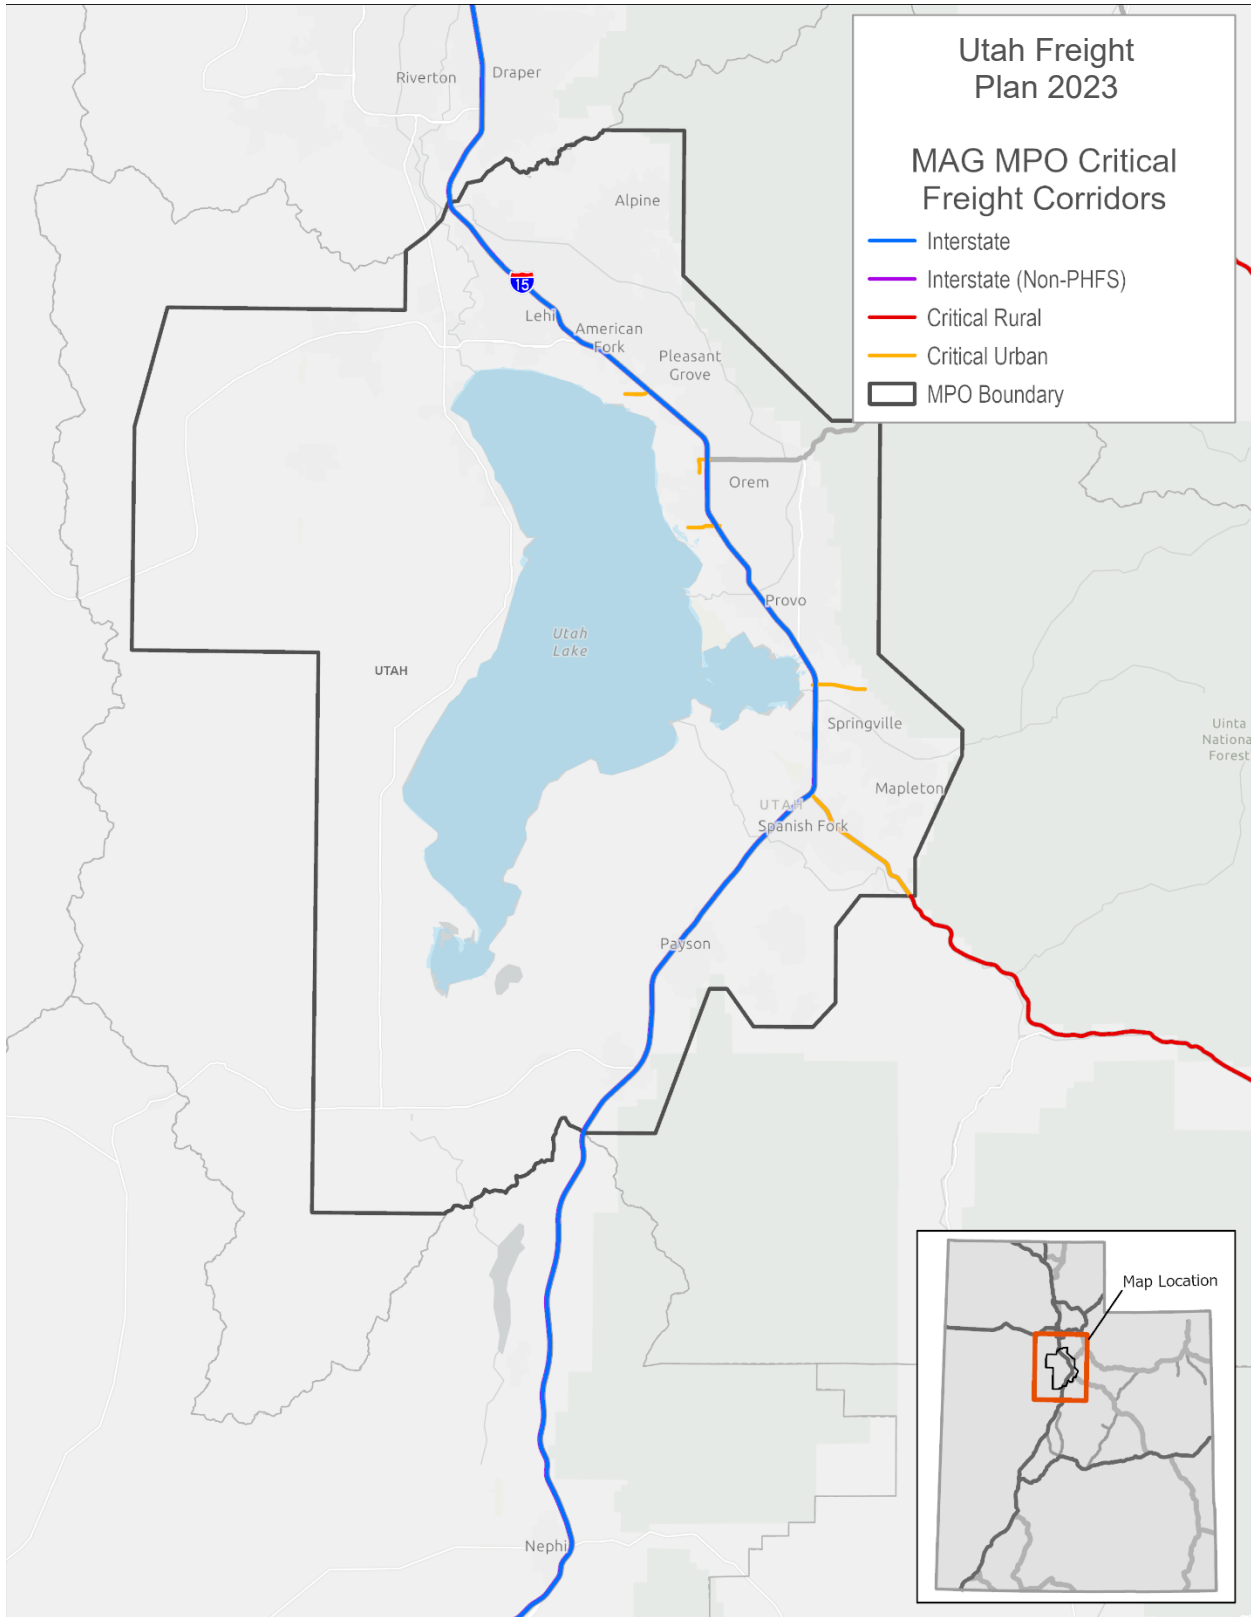 Utah Freight
Plan 2023
MAG MPO Critical
Freight Corridors
Interstate
Interstate (Non-PHFS)
Critical Rural
Critical Urban
MPO Boundary
Riverton
Draper
Alpine
15
Lehi
American
Fork
Pleasant
Grove
Orem
Provo
Utah
Lake
UTAH
Springville
Uinta
Nationa
Forest
Mapleton
UTAH
Spanish Fork
Payson
Map Location
Nephi